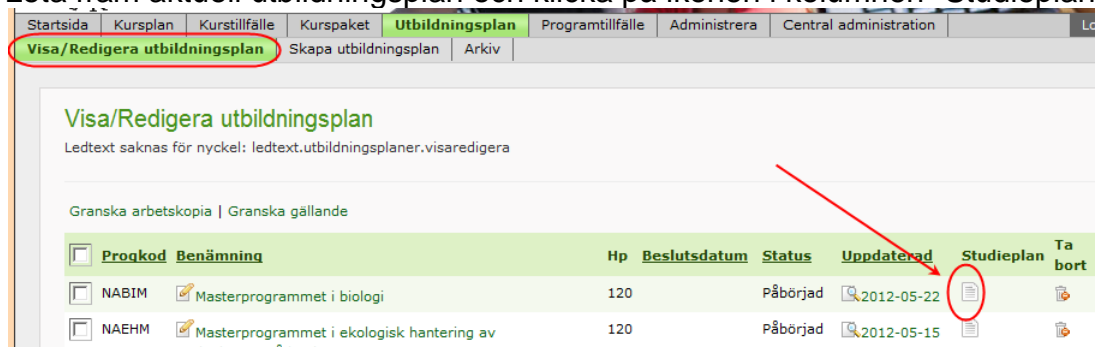 Leta fram aktuell utbildningsplan och klicka på ikonen i kolumnen "Studieplan
Startsida Kursplan Kurstillfälle Kurspaket Utbildningsplan Programtillfälle Administrera Central administration Lo
Visa/Redigera utbildningsplan Skapa utbildningsplan Arkiv
Visa/Redigera utbildningsplan
Ledtext saknas för nyckel: ledtext.utbildningsplaner.visaredigera
Granska arbetskopia | Granska gällande
Progkod Benämning Hp Beslutsdatum Status Uppdaterad Studieplan Ta bort
NABIM Masterprogrammet i biologi 120 Påbörjad 2012-05-22
NAEHM Masterprogrammet i ekologisk hantering av 120 Påbörjad 2012-05-15